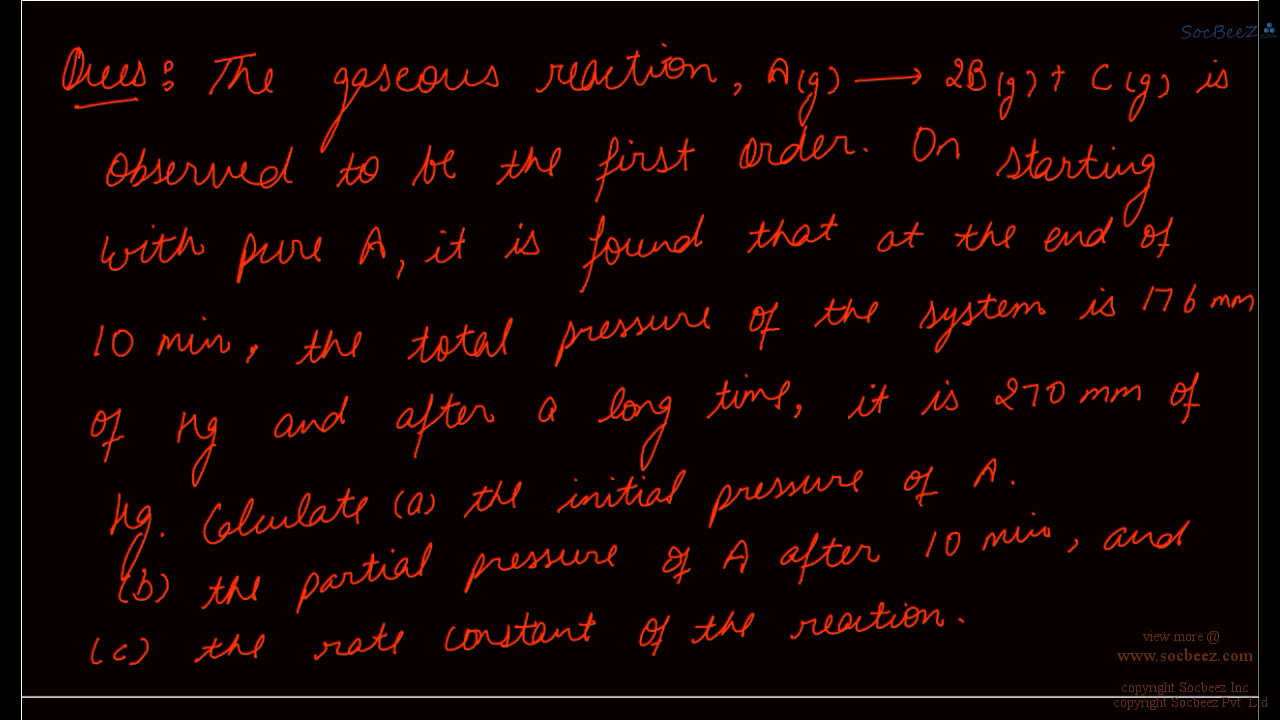 SocBeeZ.com
Ques: The gaseous reaction, A(g) ⟶ 2B(g) + C(g) is
observed to be the first order. On starting
with pure A, it is found that at the end of
10 min, the total pressure of the system is 176 mm
of Hg and after a long time, it is 270 mm of
Hg. Calculate (a) the initial pressure of A.
(b) the partial pressure of A after 10 min, and
(c) the rate constant of the reaction.
view more @
www.socbeez.com
copyright Socbeez Inc
copyright Socbeez Pvt Ltd